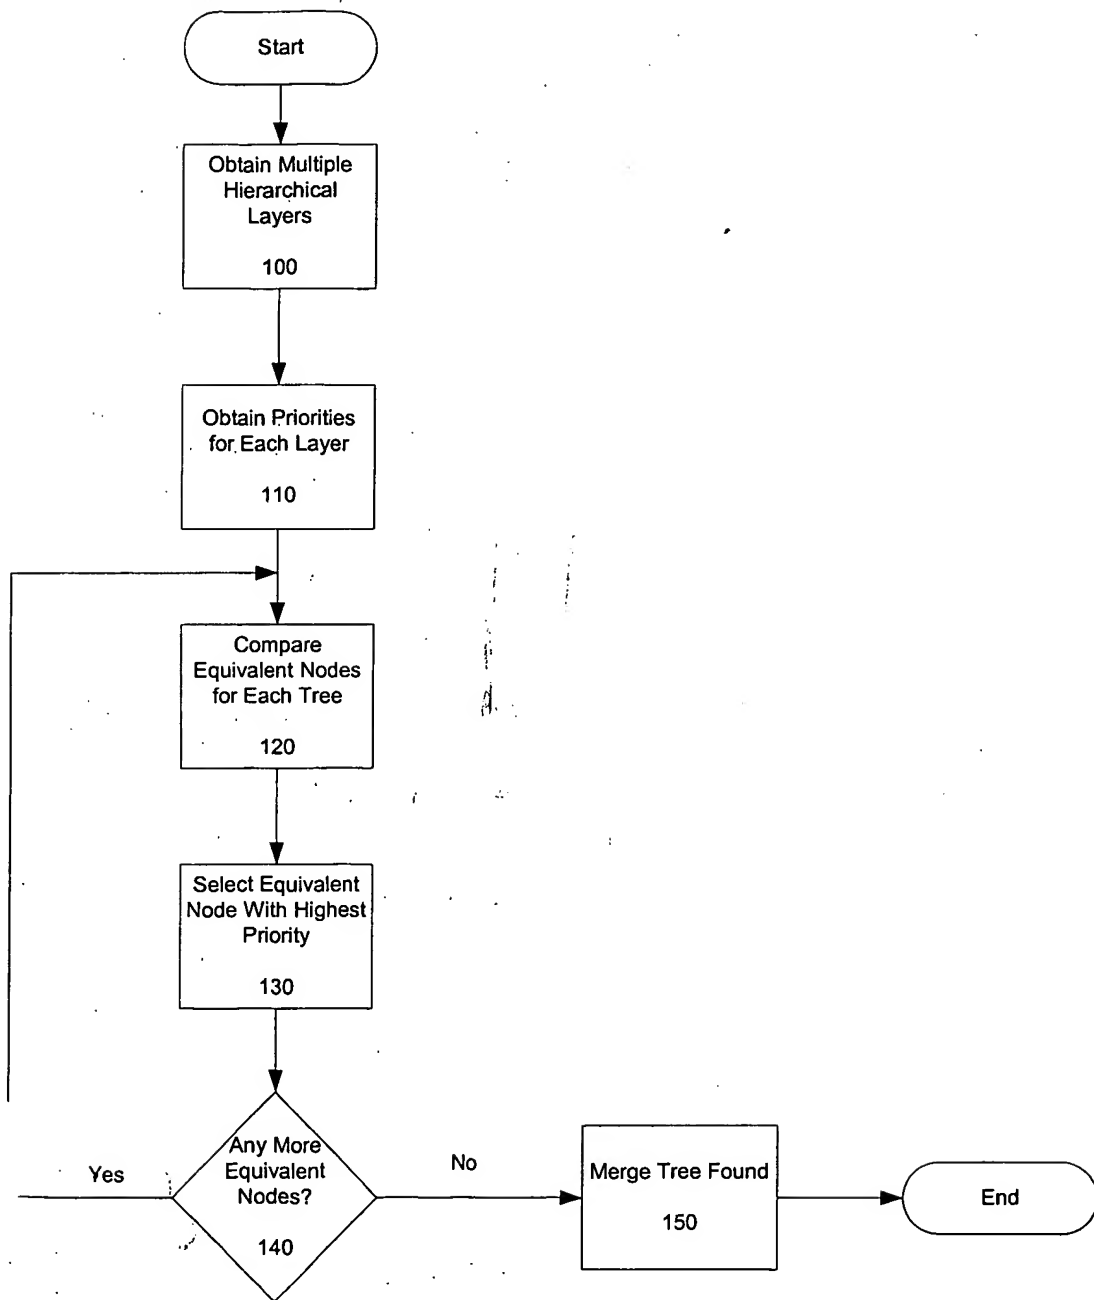 Start
Obtain Multiple
Hierarchical
Layers
100
Obtain Priorities
for Each Layer
110
Compare
Equivalent Nodes
for Each Tree
120
Select Equivalent
Node With Highest
Priority
130
Any More
Equivalent
Nodes?
140
Yes
No
Merge Tree Found
150
End